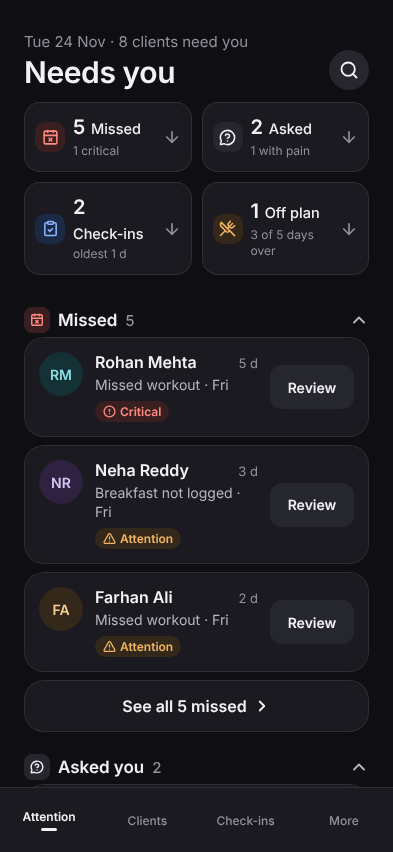 Tue 24 Nov · 8 clients need you
Needs you
5 Missed
1 critical
2 Asked
1 with pain
2
Check-ins
oldest 1 d
1 Off plan
3 of 5 days
over
Missed 5
RM
Rohan Mehta
5 d
Missed workout · Fri
Critical
Review
NR
Neha Reddy
3 d
Breakfast not logged ·
Fri
Attention
Review
FA
Farhan Ali
2 d
Missed workout · Fri
Attention
Review
See all 5 missed
Asked you 2
Attention
Clients
Check-ins
More